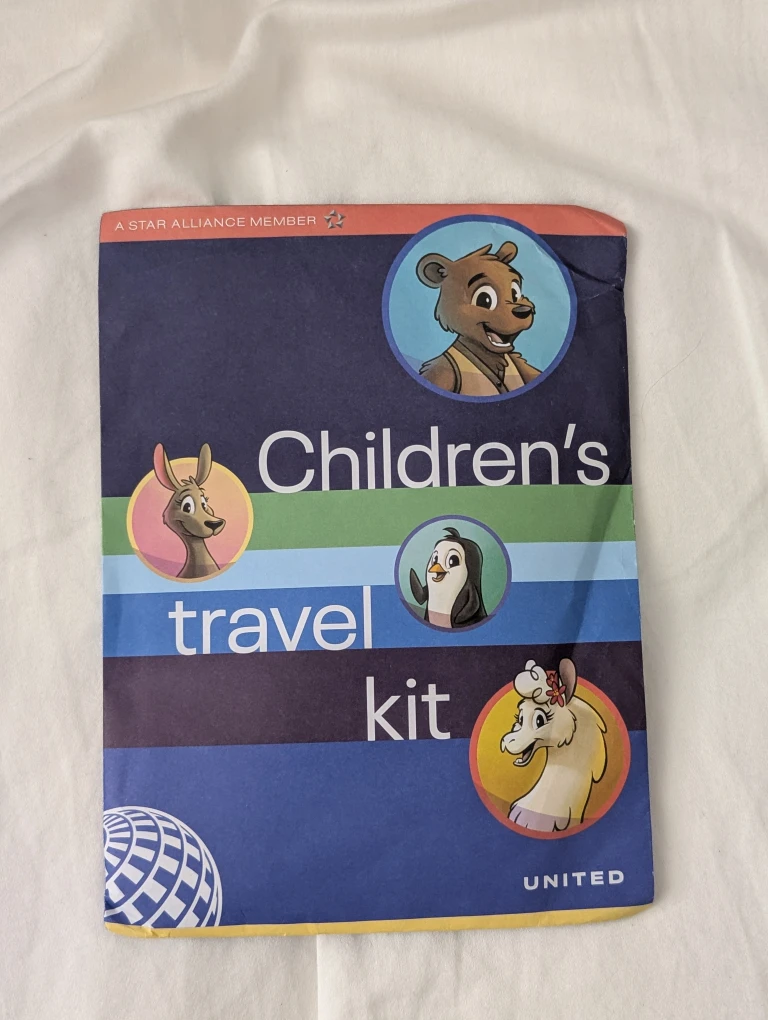 A STAR ALLIANCE MEMBER
Children's
travel
kit
UNITED